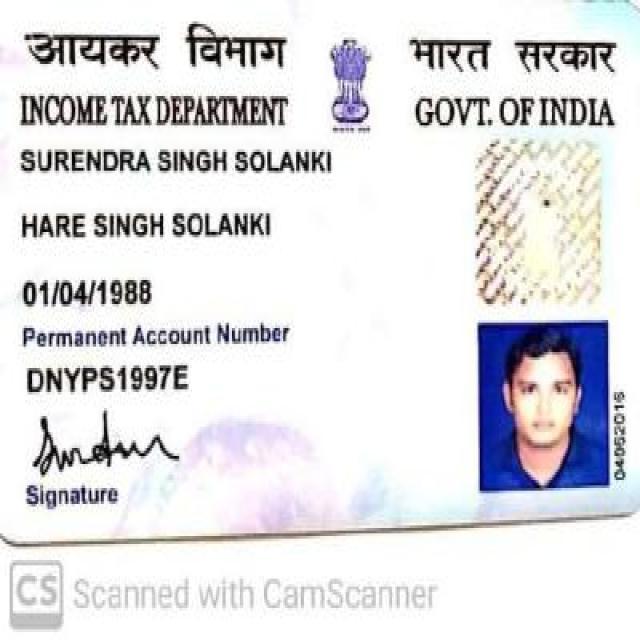 आयकर विभाग
भारत सरकार
INCOME TAX DEPARTMENT
GOVT. OF INDIA
SURENDRA SINGH SOLANKI
HARE SINGH SOLANKI
01/04/1988
Permanent Account Number
DNYPS1997E
Signature
04062016
CS Scanned with CamScanner